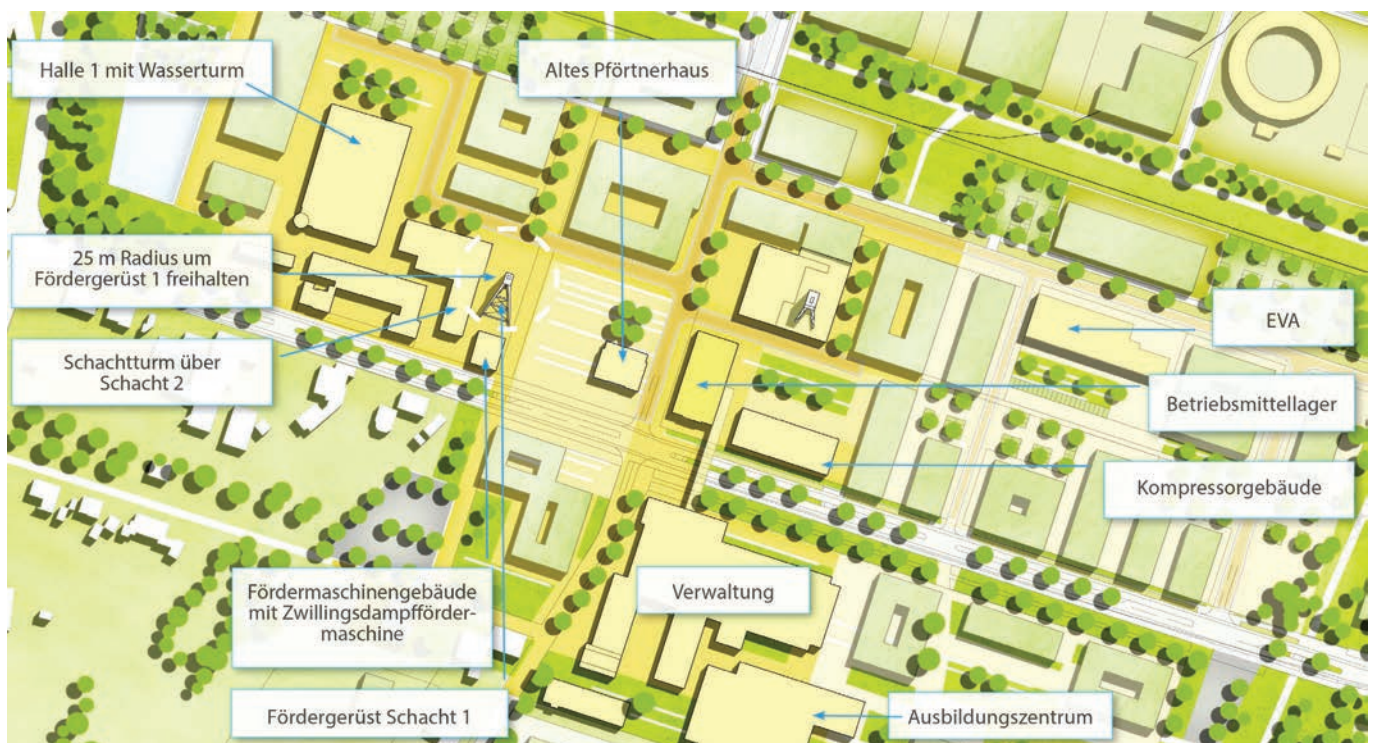 Halle 1 mit Wasserturm
Altes Pförtnerhaus
25 m Radius um
Fördergerüst 1 freihalten
EVA
Schachtturm über
Schacht 2
Betriebsmittellager
Kompressorgebäude
Fördermaschinengebäude
mit Zwillingsdampfförder-
maschine
Verwaltung
Fördergerüst Schacht 1
Ausbildungszentrum